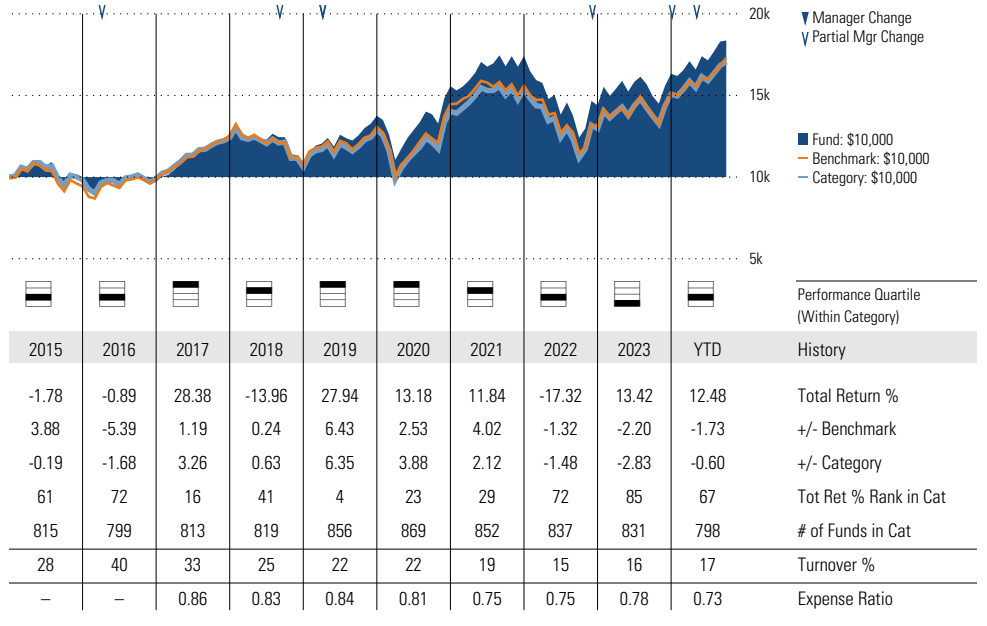 20k
Manager Change
Partial Mgr Change
15k
Fund: $10,000
Benchmark: $10,000
Category: $10,000
10k
5k
Performance Quartile
(Within Category)
2015 2016 2017 2018 2019 2020 2021 2022 2023 YTD History
-1.78 -0.89 28.38 -13.96 27.94 13.18 11.84 -17.32 13.42 12.48 Total Return %
3.88 -5.39 1.19 0.24 6.43 2.53 4.02 -1.32 -2.20 -1.73 +/- Benchmark
-0.19 -1.68 3.26 0.63 6.35 3.88 2.12 -1.48 -2.83 -0.60 +/- Category
61 72 16 41 4 23 29 72 85 67 Tot Ret % Rank in Cat
815 799 813 819 856 869 852 837 831 798 # of Funds in Cat
28 40 33 25 22 22 19 15 16 17 Turnover %
– – 0.86 0.83 0.84 0.81 0.75 0.75 0.78 0.73 Expense Ratio